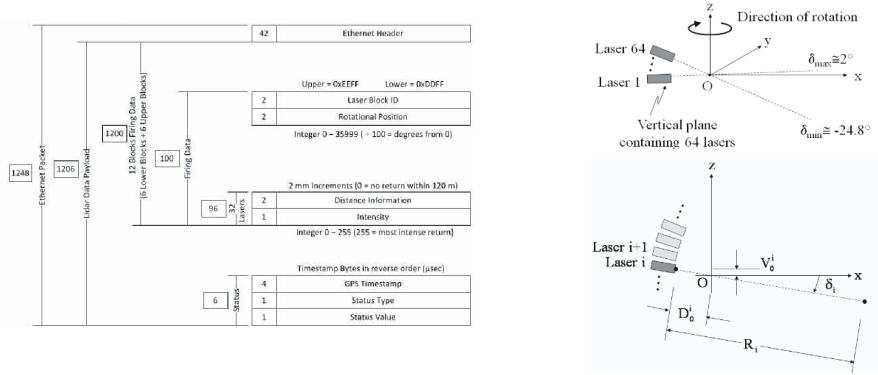 42 Ethernet Header
Upper = 0xEEFF Lower = 0xDDFF
2 Laser Block ID
2 Rotational Position
Integer 0 – 35999 ( ÷ 100 = degrees from 0)
1248
Ethernet Packet
1206
Lidar Data Payload
1200
12 Blocks Firing Data
(6 Lower Blocks + 6 Upper Blocks)
100
Firing Data
2 mm increments (0 = no return within 120 m)
96
32
Lasers
2 Distance Information
1 Intensity
Integer 0 – 255 (255 = most intense return)
Timestamp Bytes in reverse order (μsec)
6
Status
4 GPS Timestamp
1 Status Type
1 Status Value
z
Direction of rotation
Laser 64
y
δmax≅2°
Laser 1
O
x
Vertical plane
containing 64 lasers
δmin≅ -24.8°
z
Laser i+1
Laser i
V₀ⁱ
x
O
δi
D₀ⁱ
Ri